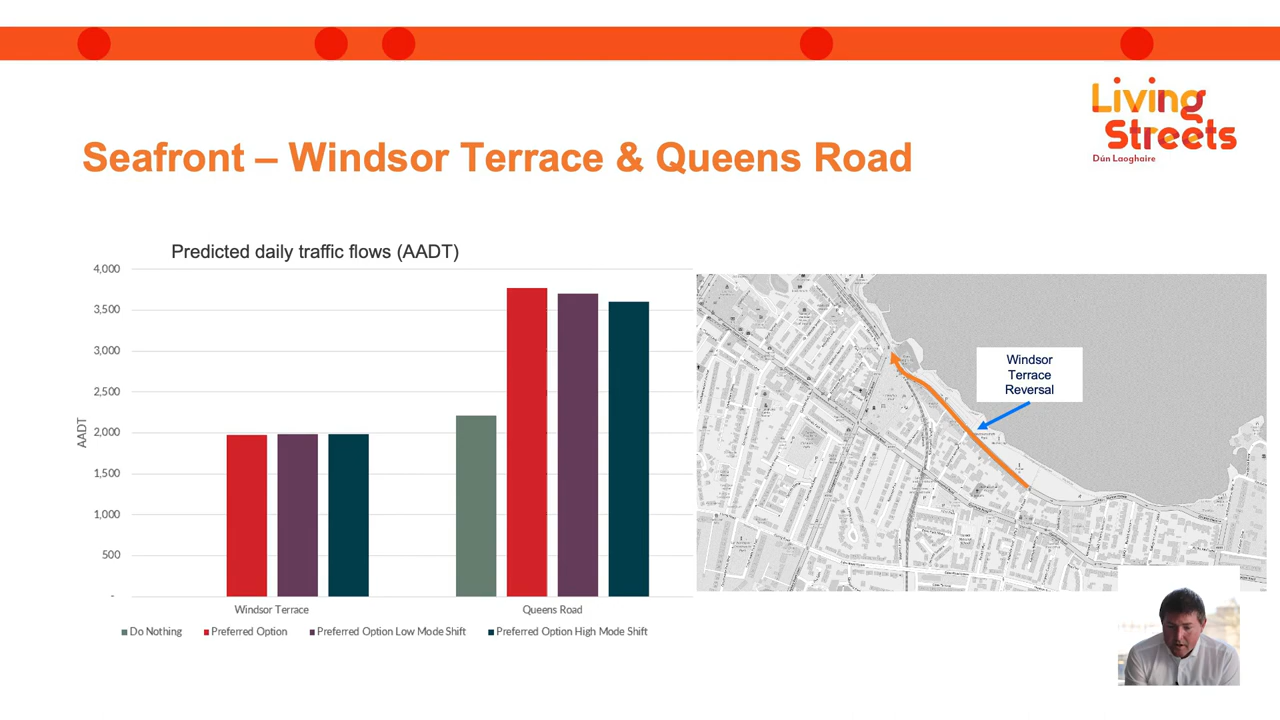 Living
Streets
Dún Laoghaire
Seafront – Windsor Terrace & Queens Road
Predicted daily traffic flows (AADT)
4,000
3,500
3,000
2,500
2,000
1,500
1,000
500
-
AADT
Windsor Terrace
Queens Road
Do Nothing
Preferred Option
Preferred Option Low Mode Shift
Preferred Option High Mode Shift
Windsor
Terrace
Reversal